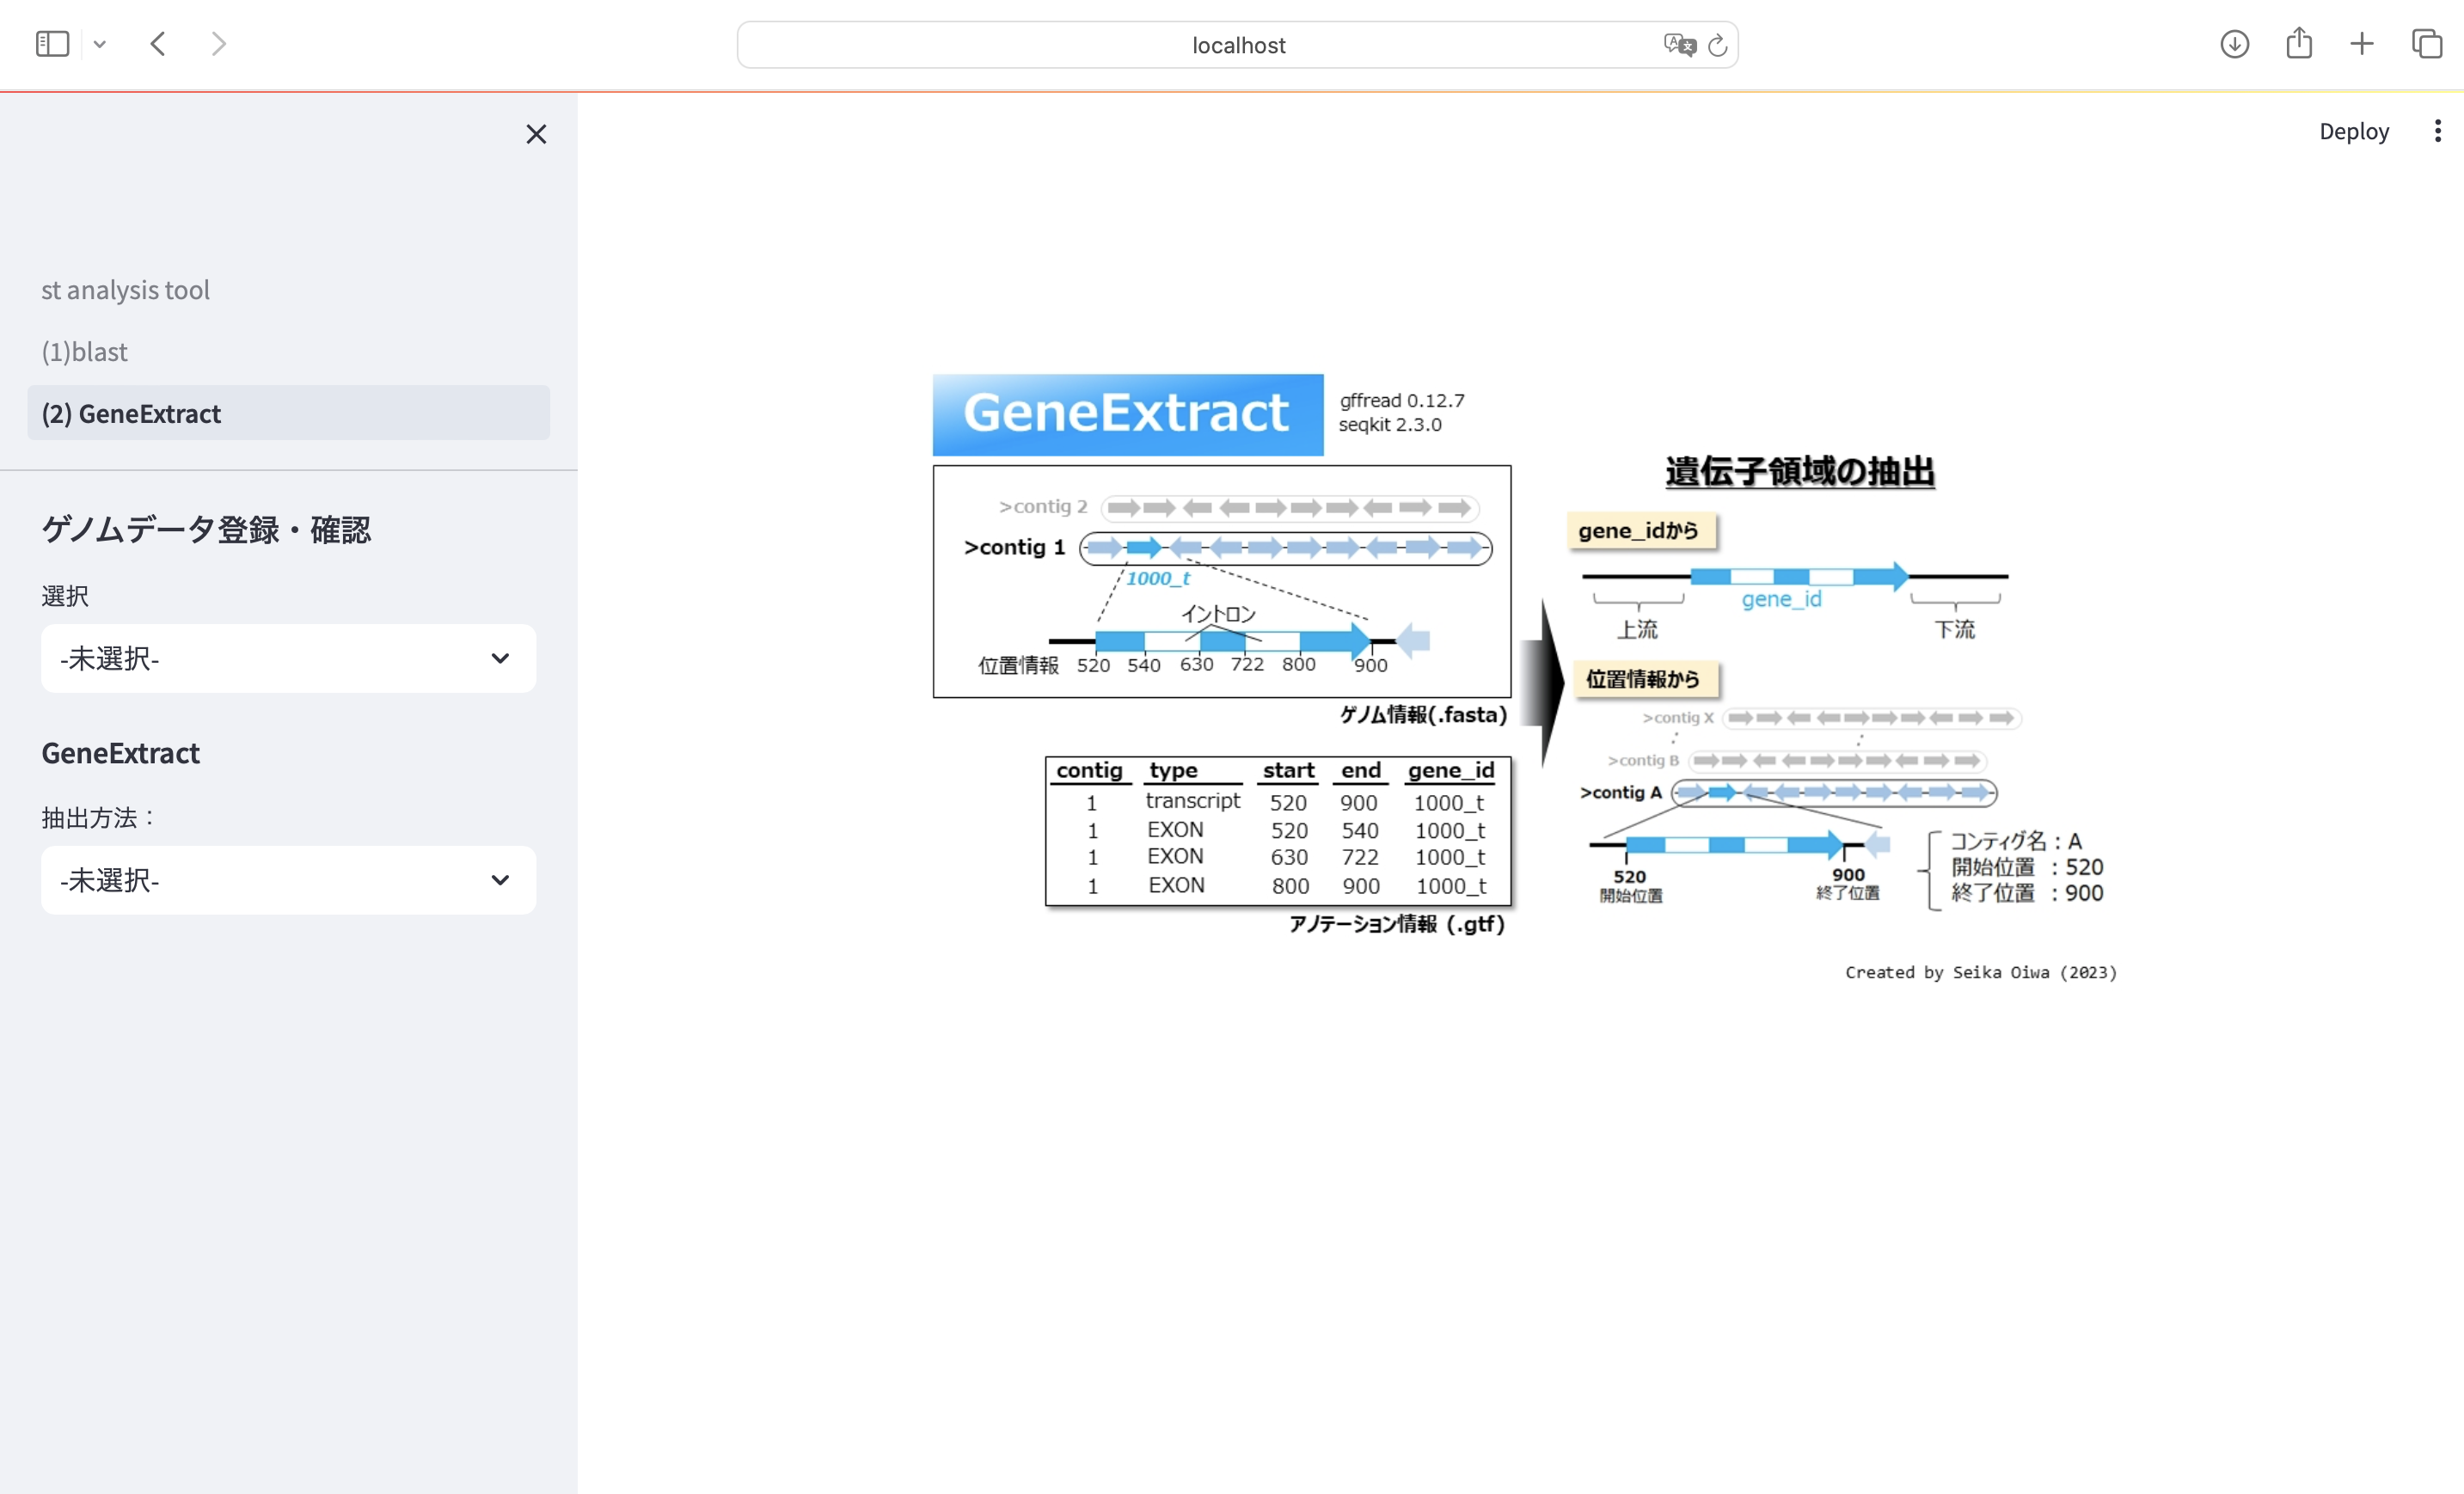 localhost
Deploy
st analysis tool
(1)blast
(2) GeneExtract
ゲノムデータ登録・確認
選択
-未選択-
GeneExtract
抽出方法：
-未選択-
GeneExtract
gffread 0.12.7
seqkit 2.3.0
>contig 2
>contig 1
1000_t
イントロン
位置情報 520 540 630 722 800 900
ゲノム情報(.fasta)
contig type start end gene_id
1 transcript 520 900 1000_t
1 EXON 520 540 1000_t
1 EXON 630 722 1000_t
1 EXON 800 900 1000_t
アノテーション情報 (.gtf)
遺伝子領域の抽出
gene_idから
gene_id
上流 下流
位置情報から
>contig X
>contig B
>contig A
520 900
開始位置 終了位置
コンティグ名：A
開始位置 ：520
終了位置 ：900
Created by Seika Oiwa (2023)